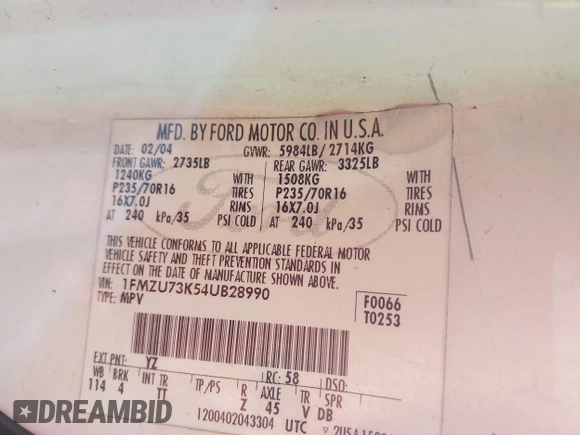 MFD. BY FORD MOTOR CO. IN U.S.A.
DATE: 02/04 GVWR: 5984LB/2714KG
FRONT GAWR: 2735LB REAR GAWR: 3325LB
1240KG 1508KG
P235/70R16 TIRES P235/70R16 TIRES
16X7.0J RIMS 16X7.0J RIMS
AT 240 kPa/35 PSI COLD AT 240 kPa/35 PSI COLD
Ford
THIS VEHICLE CONFORMS TO ALL APPLICABLE FEDERAL MOTOR
VEHICLE SAFETY AND THEFT PREVENTION STANDARDS IN
EFFECT ON THE DATE OF MANUFACTURE SHOWN ABOVE.
VIN: 1FMZU73K54UB28990
TYPE: MPV
F0066
T0253
EXT PNT: YZ RC: 58 DSO:
WB BRK INT TR TP/PS R AXLE TR SPR
114 4 TT Z 45 V DB
1200402043304 UTC
BIDCARS DATABASE